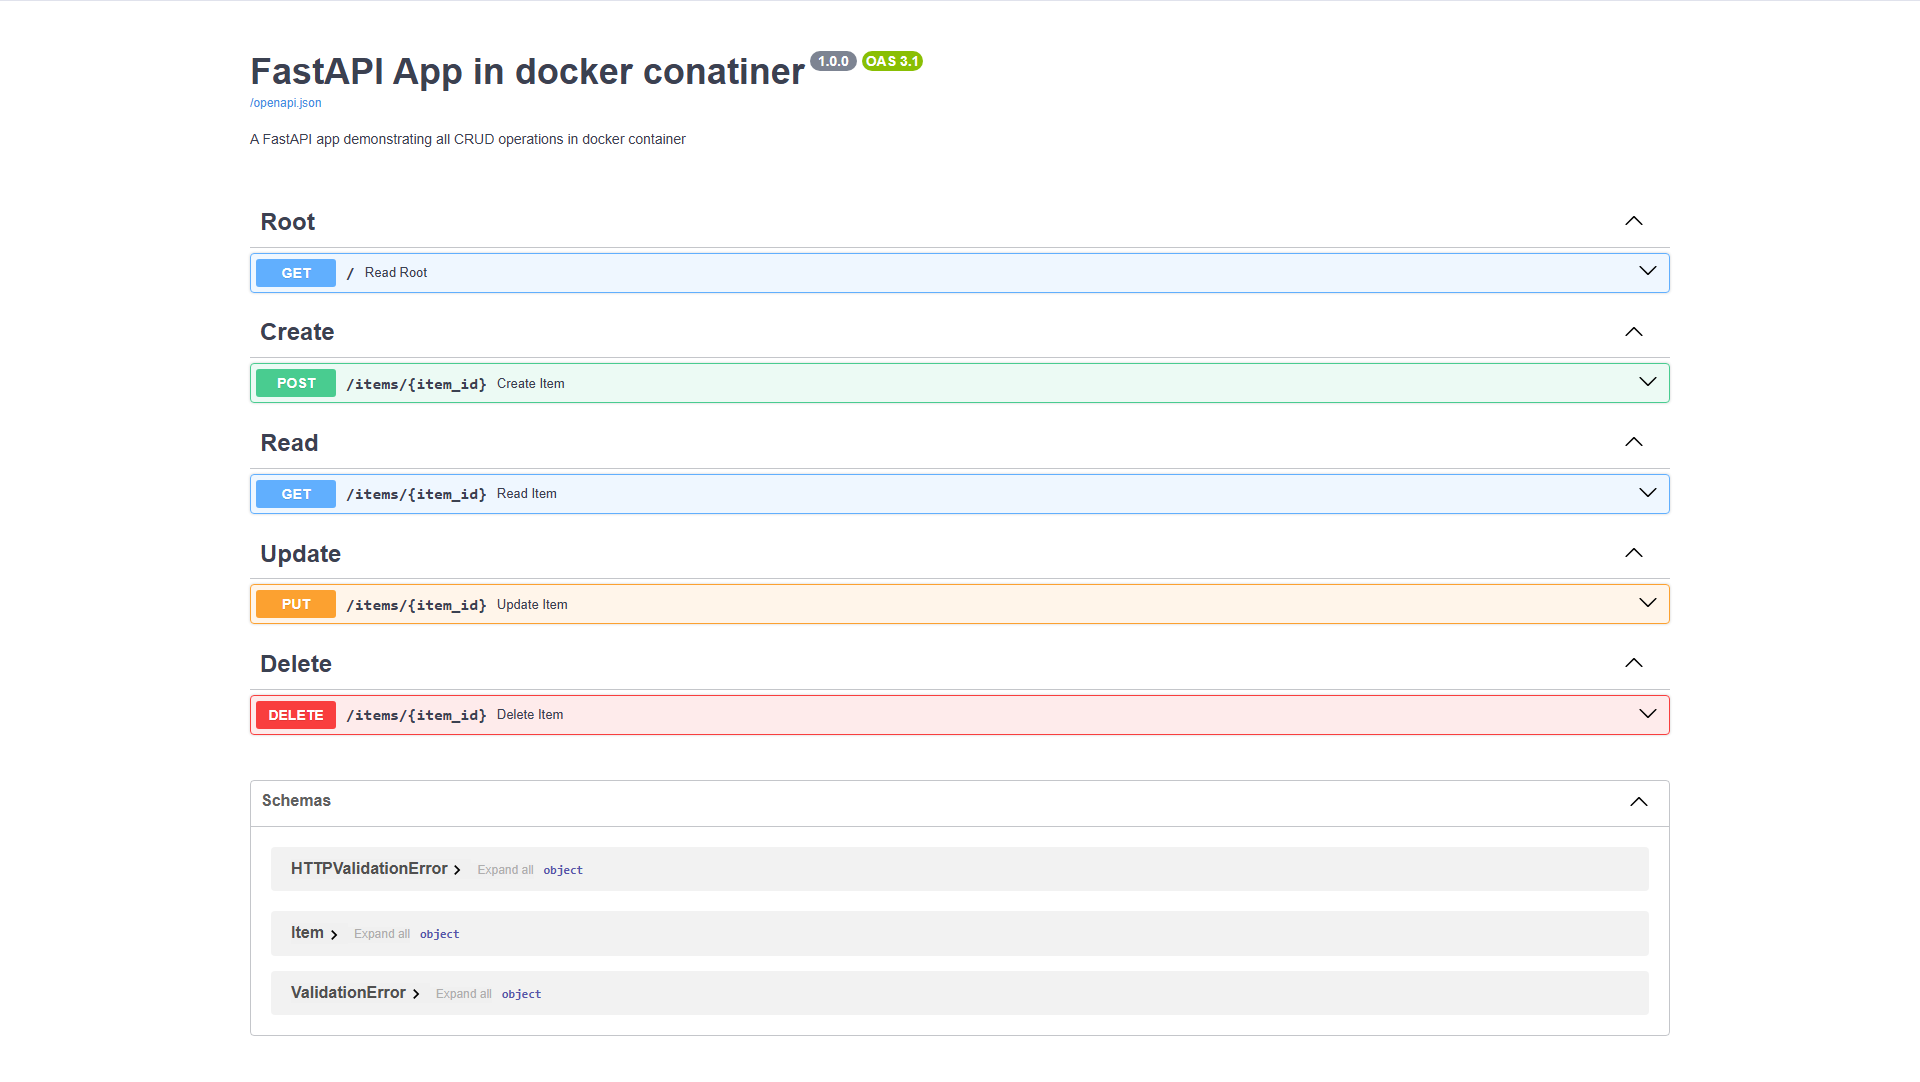 FastAPI App in docker conatiner 1.0.0 OAS 3.1
/openapi.json
A FastAPI app demonstrating all CRUD operations in docker container
Root
GET / Read Root
Create
POST /items/{item_id} Create Item
Read
GET /items/{item_id} Read Item
Update
PUT /items/{item_id} Update Item
Delete
DELETE /items/{item_id} Delete Item
Schemas
HTTPValidationError Expand all object
Item Expand all object
ValidationError Expand all object